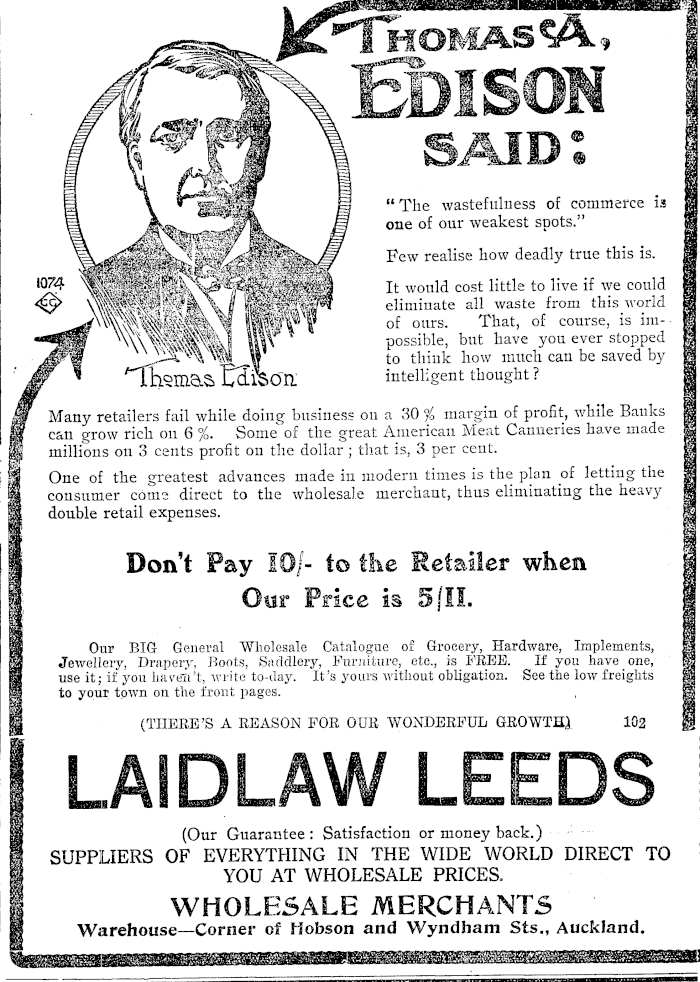 THOMAS A,
EDISON
SAID:
"The wastefulness of commerce is
one of our weakest spots."
Few realise how deadly true this is.
It would cost little to live if we could
eliminate all waste from this world
of ours. That, of course, is im-
possible, but have you ever stopped
to think how much can be saved by
intelligent thought?
1074
CC
Thomas Edison
Many retailers fail while doing business on a 30 % margin of profit, while Banks
can grow rich on 6 %. Some of the great American Meat Canneries have made
millions on 3 cents profit on the dollar; that is, 3 per cent.
One of the greatest advances made in modern times is the plan of letting the
consumer come direct to the wholesale merchant, thus eliminating the heavy
double retail expenses.
Don't Pay 10/- to the Retailer when
Our Price is 5/11.
Our BIG General Wholesale Catalogue of Grocery, Hardware, Implements,
Jewellery, Drapery, Boots, Saddlery, Furniture, etc., is FREE. If you have one,
use it; if you haven't, write to-day. It's yours without obligation. See the low freights
to your town on the front pages.
(THERE'S A REASON FOR OUR WONDERFUL GROWTH) 102
LAIDLAW LEEDS
(Our Guarantee: Satisfaction or money back.)
SUPPLIERS OF EVERYTHING IN THE WIDE WORLD DIRECT TO
YOU AT WHOLESALE PRICES.
WHOLESALE MERCHANTS
Warehouse—Corner of Hobson and Wyndham Sts., Auckland.